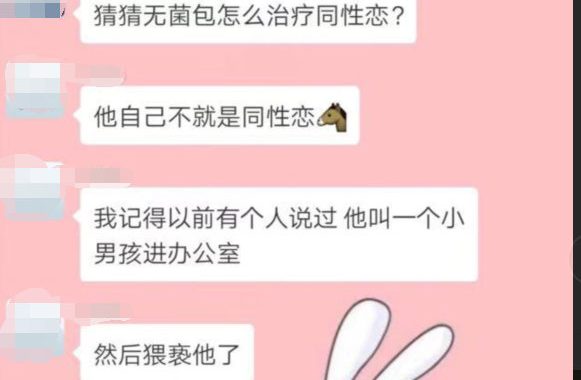 猜猜无菌包怎么治疗同性恋?
他自己不就是同性恋🐴
我记得以前有个人说过 他叫一个小
男孩进办公室
然后猥亵他了